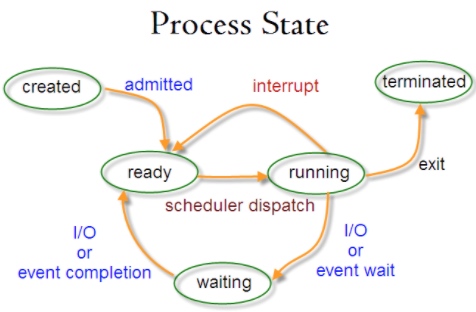 Process State
created
admitted
interrupt
terminated
ready
running
exit
scheduler dispatch
I/O
or
event completion
I/O
or
event wait
waiting